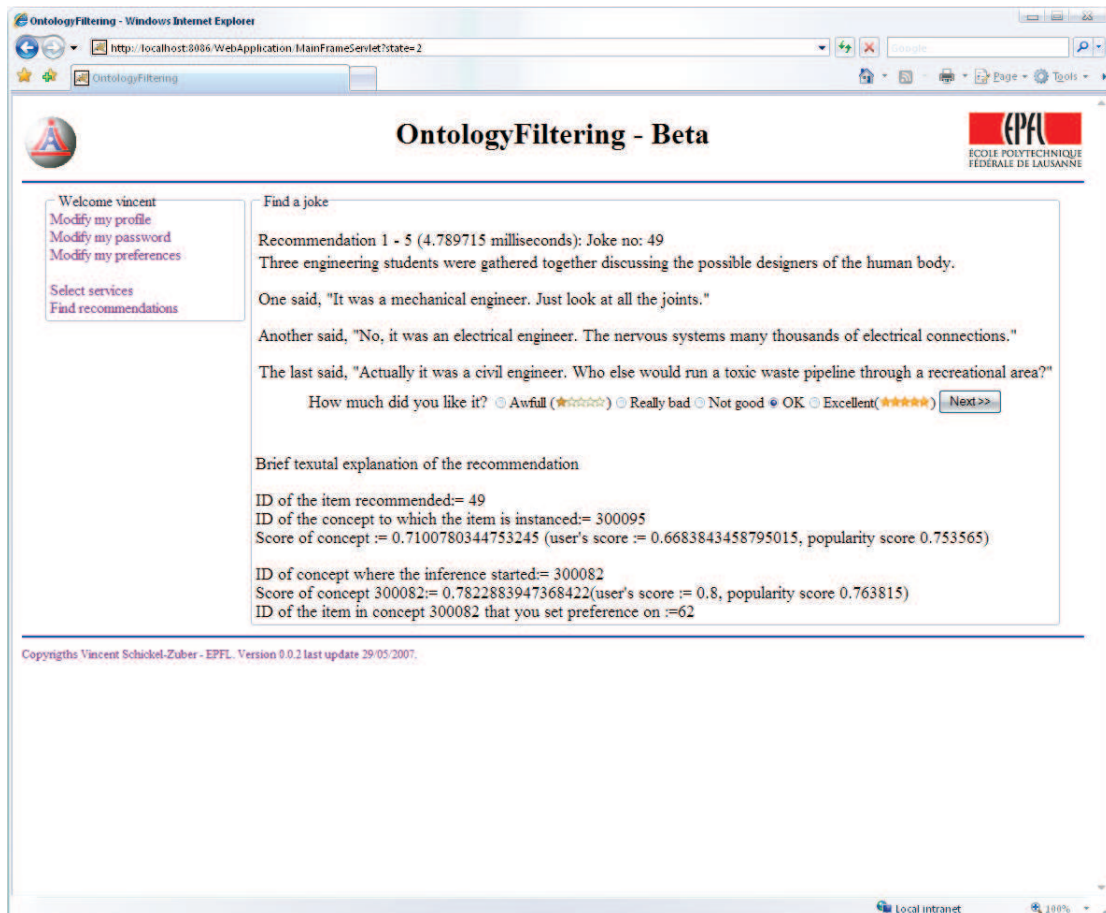 OntologyFiltering - Windows Internet Explorer
http://localhost:8086/WebApplication/MainFrameServlet?state=2
Google
OntologyFiltering
Page
Tools
OntologyFiltering - Beta
EPFL
ÉCOLE POLYTECHNIQUE
FÉDÉRALE DE LAUSANNE
Welcome vincent
Modify my profile
Modify my password
Modify my preferences
Select services
Find recommendations
Find a joke
Recommendation 1 - 5 (4.789715 milliseconds): Joke no: 49
Three engineering students were gathered together discussing the possible designers of the human body.
One said, "It was a mechanical engineer. Just look at all the joints."
Another said, "No, it was an electrical engineer. The nervous systems many thousands of electrical connections."
The last said, "Actually it was a civil engineer. Who else would run a toxic waste pipeline through a recreational area?"
How much did you like it? Awfull ( ) Really bad Not good OK Excellent( ) Next>>
Brief texutal explanation of the recommendation
ID of the item recommended:= 49
ID of the concept to which the item is instanced:= 300095
Score of concept := 0.7100780344753245 (user's score := 0.6683843458795015, popularity score 0.753565)
ID of concept where the inference started:= 300082
Score of concept 300082:= 0.7822883947368422(user's score := 0.8, popularity score 0.763815)
ID of the item in concept 300082 that you set preference on :=62
Copyrigths Vincent Schickel-Zuber - EPFL. Version 0.0.2 last update 29/05/2007.
Local intranet
100%